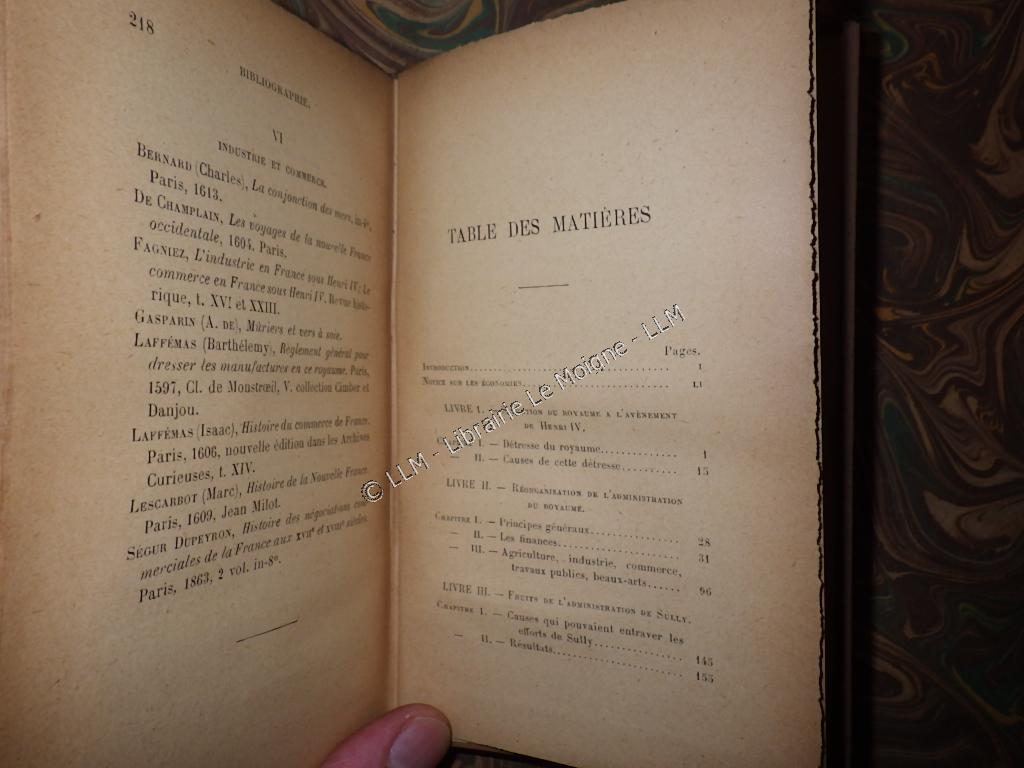 218
BIBLIOGRAPHIE.
VI
INDUSTRIE ET COMMERCE.
BERNARD (Charles), La conjonction des mers, in-4º,
Paris, 1613.
DE CHAMPLAIN, Les voyages de la nouvelle France
occidentale, 1604. Paris.
FAGNIEZ, L'industrie en France sous Henri IV; Le
commerce en France sous Henri IV. Revue histo-
rique, t. XVI et XXIII.
GASPARIN (A. DE), Mûriers et vers à soie.
LAFFÉMAS (Barthélemy), Règlement général pour
dresser les manufactures en ce royaume. Paris,
1597, Cl. de Monstrœil, V. collection Cimber et
Danjou.
LAFFÉMAS (Isaac), Histoire du commerce de France.
Paris, 1606, nouvelle édition dans les Archives
Curieuses, t. XIV.
LESCARBOT (Marc), Histoire de la Nouvelle France.
Paris, 1609, Jean Milot.
SÉGUR DUPEYRON, Histoire des négociations com-
merciales de la France aux XVIIe et XVIIIe siècles.
Paris, 1863, 2 vol. in-8º.
TABLE DES MATIÈRES
Pages.
INTRODUCTION
NOTICE SUR LES ÉCONOMIES
LIVRE I. DU ROYAUME A L'AVÈNEMENT
DE HENRI IV.
I. — Détresse du royaume 1
II. — Causes de cette détresse 15
LIVRE II. — RÉORGANISATION DE L'ADMINISTRATION
DU ROYAUME.
CHAPITRE I. — Principes généraux 28
— II. — Les finances 31
— III. — Agriculture, industrie, commerce,
travaux publics, beaux-arts 96
LIVRE III. — FRUITS DE L'ADMINISTRATION DE SULLY.
CHAPITRE I. — Causes qui pouvaient entraver les
efforts de Sully 145
— II. — Résultats 155
© LLM - Librairie Le Moigne - LLM